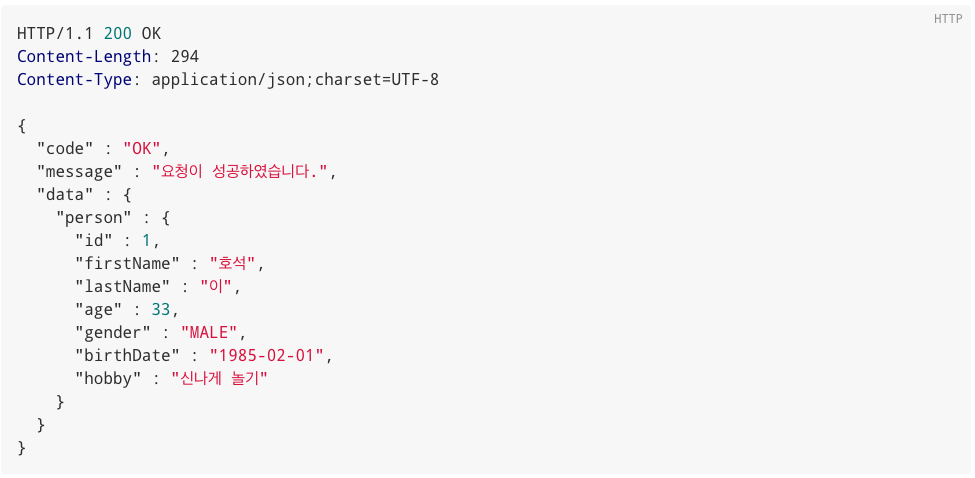 HTTP
HTTP/1.1 200 OK
Content-Length: 294
Content-Type: application/json;charset=UTF-8
{
  "code" : "OK",
  "message" : "요청이 성공하였습니다.",
  "data" : {
    "person" : {
      "id" : 1,
      "firstName" : "호석",
      "lastName" : "이",
      "age" : 33,
      "gender" : "MALE",
      "birthDate" : "1985-02-01",
      "hobby" : "신나게 놀기"
    }
  }
}